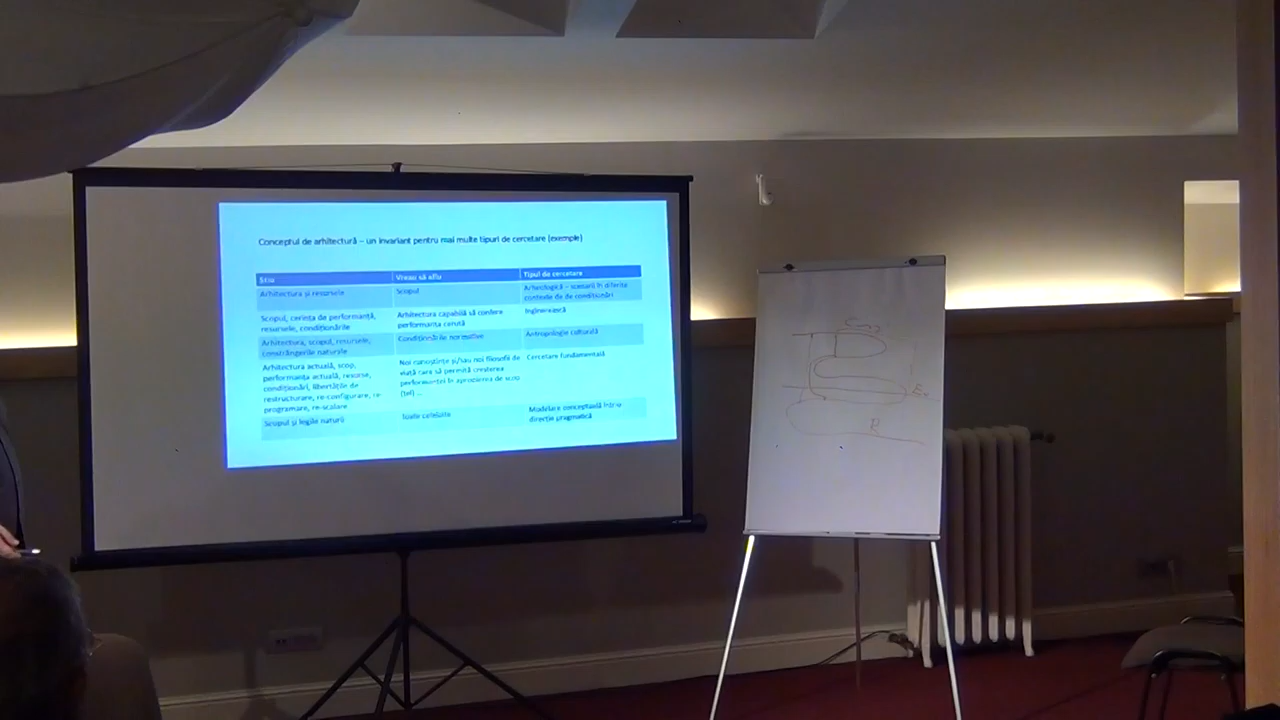 Conceptul de arhitectură – un invariant pentru mai multe tipuri de cercetare (exemple)
Știu
Vreau să aflu
Tipul de cercetare
Arhitectura și resursele
Scopul
Arheologică – scenarii în diferite
contexte de de condiționări
Scopul, cerința de performanță,
resursele, condiționările
Arhitectura capabilă să confere
performanța cerută
Inginerească
Arhitectura, scopul, resursele,
constrângerile naturale
Condiționările normative
Antropologie culturală
Arhitectura actuală, scop,
performanța actuală, resurse,
condiționări, libertățile de
restructurare, re-configurare, re-
programare, re-scalare
Noi cunoștințe și/sau noi filosofii de
viață care să permită creșterea
performanței în aprozierea de scop
(țel) ...
Cercetare fundamentală
Scopul și legile naturii
Toate celelalte
Modelare conceptuală într-o
direcție pragmatică